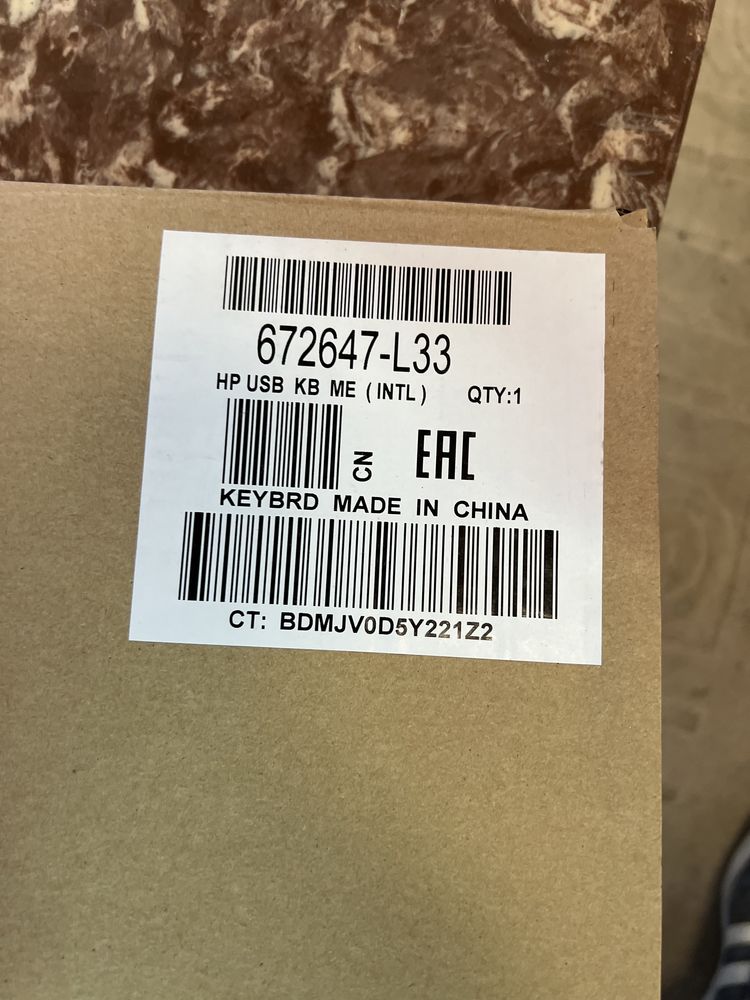 672647-L33
HP USB KB ME (INTL) QTY:1
CN
EAC
KEYBRD MADE IN CHINA
CT: BDMJV0D5Y221Z2